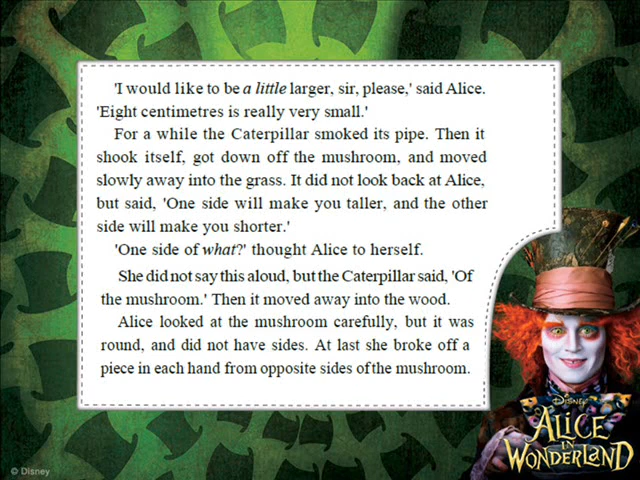 'I would like to be a little larger, sir, please,' said Alice.
'Eight centimetres is really very small.'
For a while the Caterpillar smoked its pipe. Then it
shook itself, got down off the mushroom, and moved
slowly away into the grass. It did not look back at Alice,
but said, 'One side will make you taller, and the other
side will make you shorter.'
'One side of what?' thought Alice to herself.
She did not say this aloud, but the Caterpillar said, 'Of
the mushroom.' Then it moved away into the wood.
Alice looked at the mushroom carefully, but it was
round, and did not have sides. At last she broke off a
piece in each hand from opposite sides of the mushroom.
DISNEY
ALICE
IN
WONDERLAND
© Disney